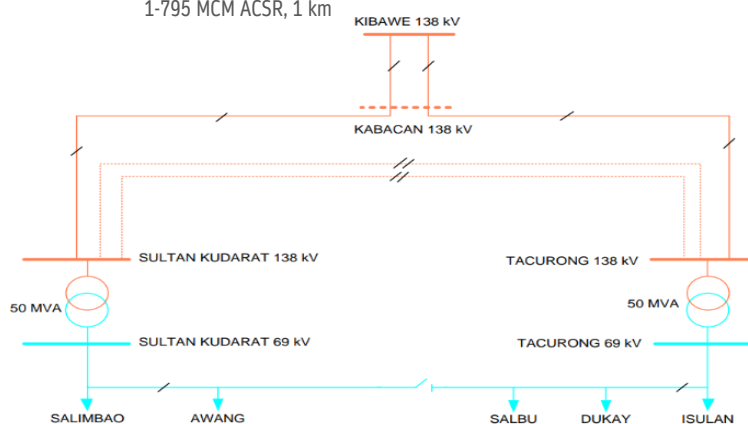 1-795 MCM ACSR, 1 km
KIBAWE 138 kV
KABACAN 138 kV
SULTAN KUDARAT 138 kV
TACURONG 138 kV
50 MVA
50 MVA
SULTAN KUDARAT 69 kV
TACURONG 69 kV
SALIMBAO
AWANG
SALBU
DUKAY
ISULAN